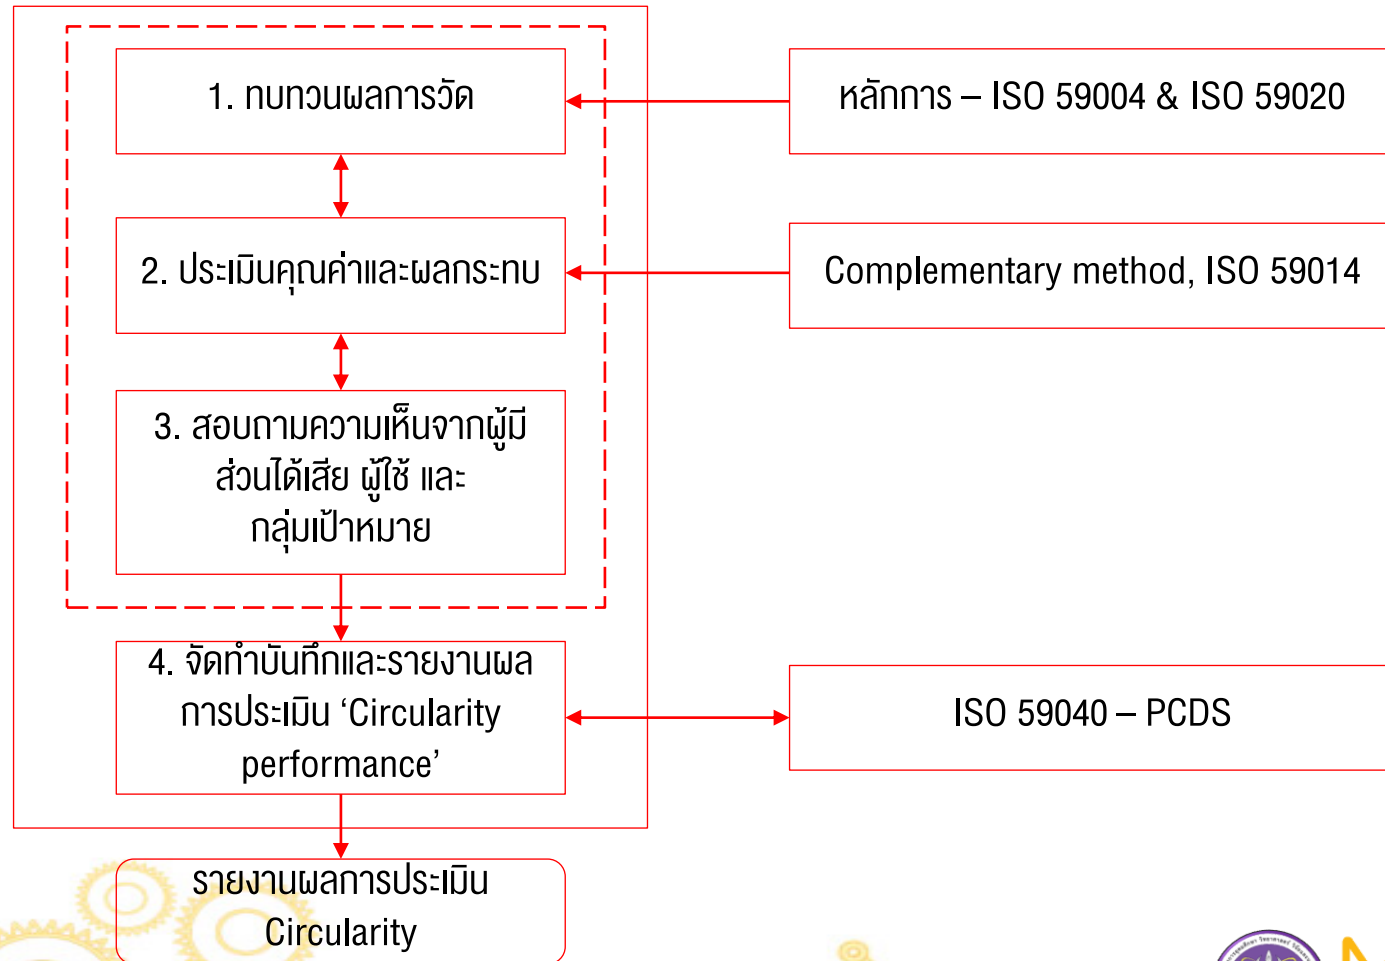 1. ทบทวนผลการวัด
หลักการ – ISO 59004 & ISO 59020
2. ประเมินคุณค่าและผลกระทบ
Complementary method, ISO 59014
3. สอบถามความเห็นจากผู้มี
ส่วนได้เสีย ผู้ใช้ และ
กลุ่มเป้าหมาย
4. จัดทำบันทึกและรายงานผล
การประเมิน ‘Circularity
performance’
ISO 59040 – PCDS
รายงานผลการประเมิน
Circularity